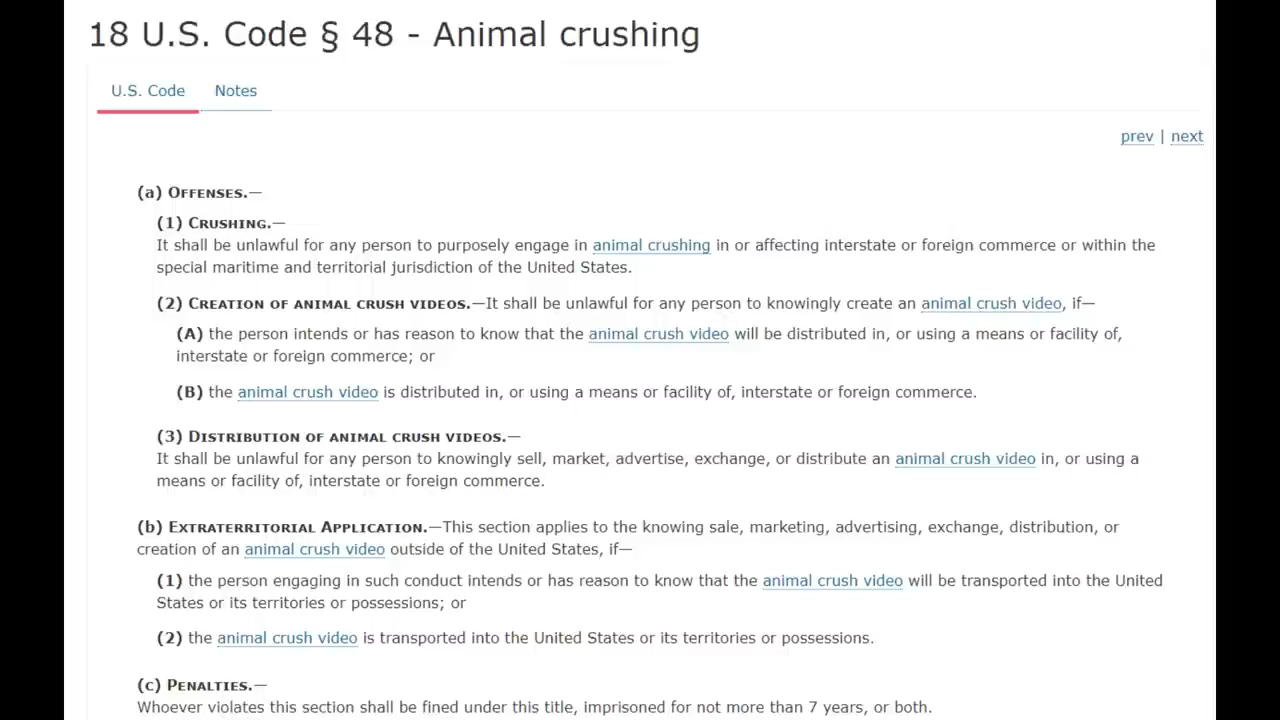 18 U.S. Code § 48 - Animal crushing
U.S. Code Notes
prev | next
(a) OFFENSES.—
(1) CRUSHING.—
It shall be unlawful for any person to purposely engage in animal crushing in or affecting interstate or foreign commerce or within the
special maritime and territorial jurisdiction of the United States.
(2) CREATION OF ANIMAL CRUSH VIDEOS.—It shall be unlawful for any person to knowingly create an animal crush video, if—
(A) the person intends or has reason to know that the animal crush video will be distributed in, or using a means or facility of,
interstate or foreign commerce; or
(B) the animal crush video is distributed in, or using a means or facility of, interstate or foreign commerce.
(3) DISTRIBUTION OF ANIMAL CRUSH VIDEOS.—
It shall be unlawful for any person to knowingly sell, market, advertise, exchange, or distribute an animal crush video in, or using a
means or facility of, interstate or foreign commerce.
(b) EXTRATERRITORIAL APPLICATION.—This section applies to the knowing sale, marketing, advertising, exchange, distribution, or
creation of an animal crush video outside of the United States, if—
(1) the person engaging in such conduct intends or has reason to know that the animal crush video will be transported into the United
States or its territories or possessions; or
(2) the animal crush video is transported into the United States or its territories or possessions.
(c) PENALTIES.—
Whoever violates this section shall be fined under this title, imprisoned for not more than 7 years, or both.